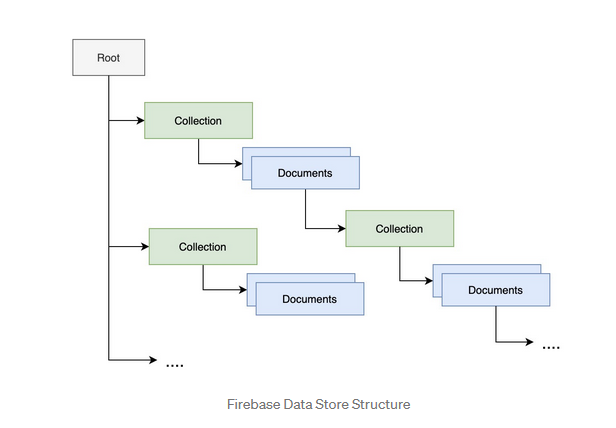 Root
Collection
Documents
Collection
Collection
Documents
Documents
....
....
Firebase Data Store Structure